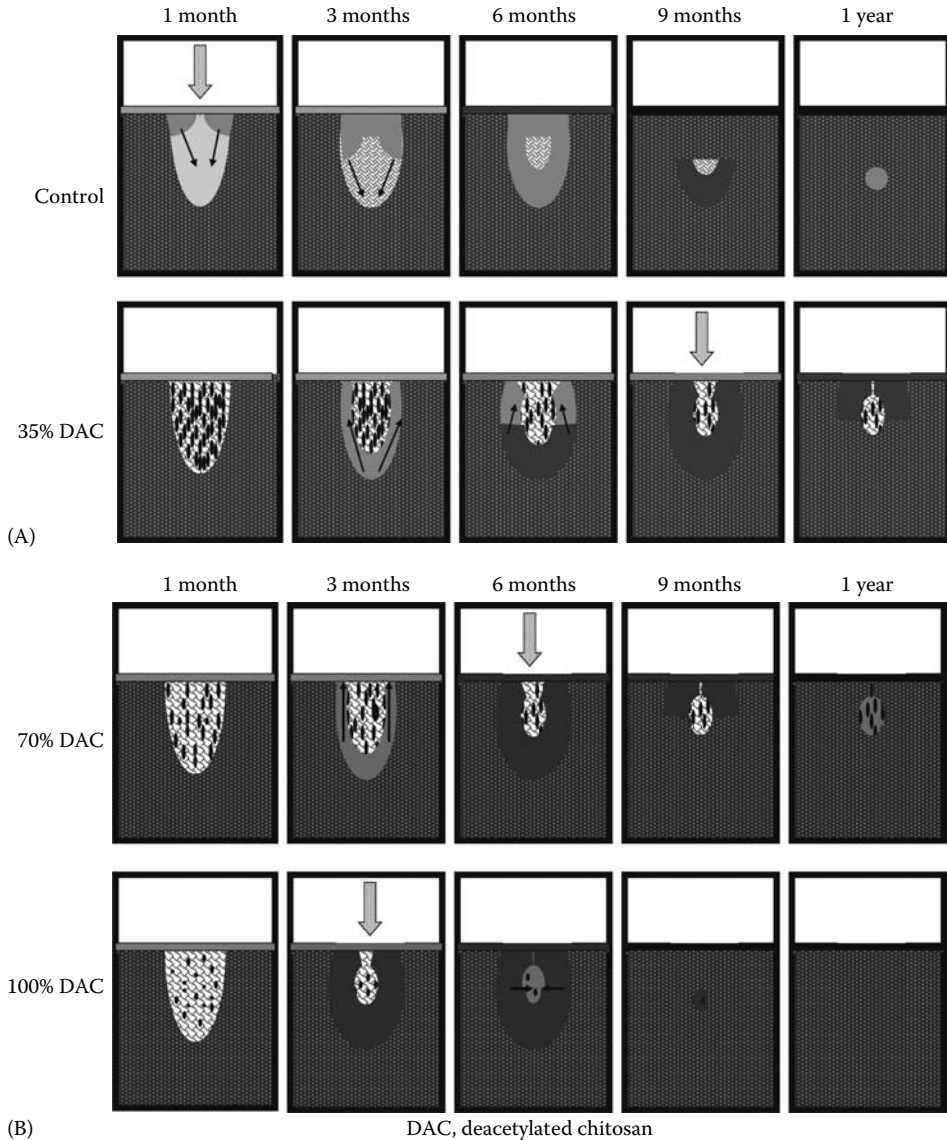 1 month 3 months 6 months 9 months 1 year
Control
35% DAC
(A)
1 month 3 months 6 months 9 months 1 year
70% DAC
100% DAC
(B) DAC, deacetylated chitosan